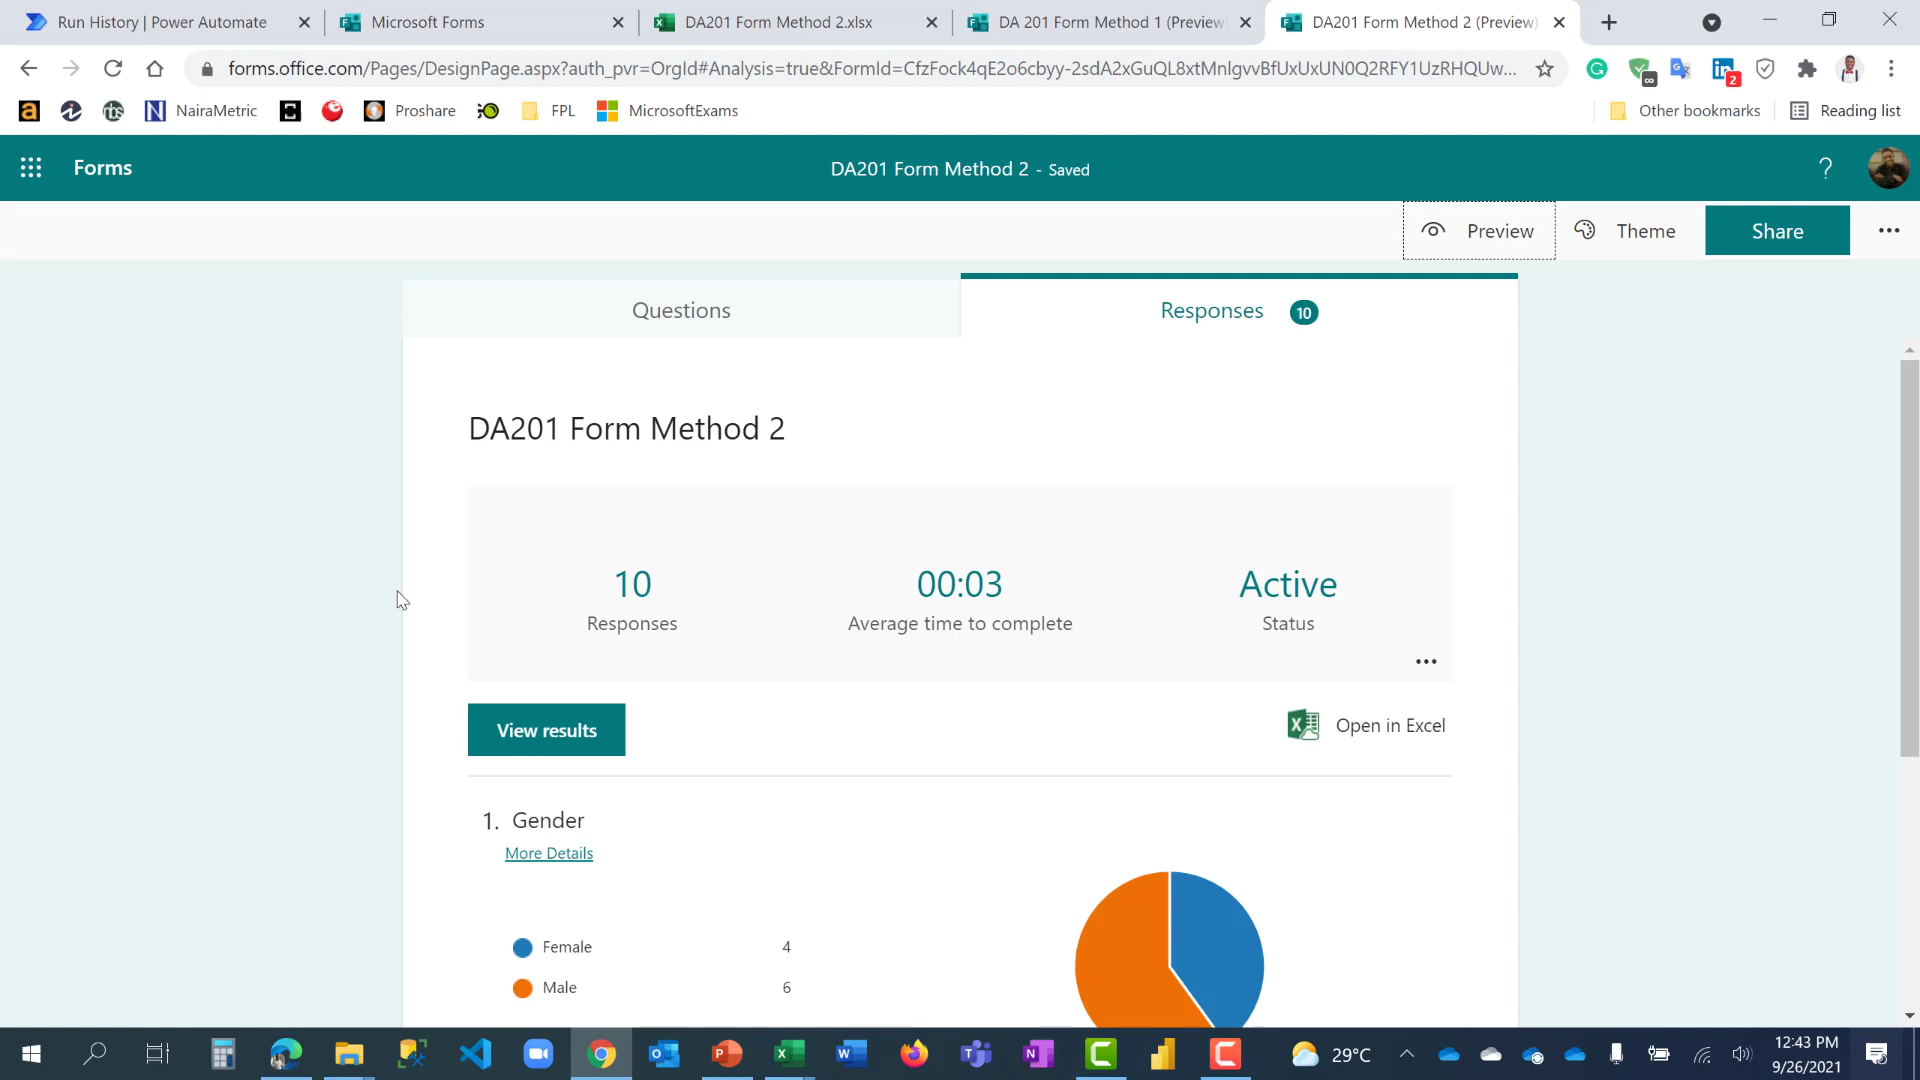 Run History | Power Automate
Microsoft Forms
DA201 Form Method 2.xlsx
DA 201 Form Method 1 (Preview
DA201 Form Method 2 (Preview)
forms.office.com/Pages/DesignPage.aspx?auth_pvr=OrgId#Analysis=true&FormId=CfzFock4qE2o6cbyy-2sdA2xGuQL8xtMnlgvvBfUxUxUN0Q2RFY1UzRHQUw...
2
NairaMetric
Proshare
FPL
MicrosoftExams
Other bookmarks
Reading list
Forms
DA201 Form Method 2 - Saved
?
Preview
Theme
Share
Questions
Responses 10
DA201 Form Method 2
10
00:03
Active
Responses
Average time to complete
Status
View results
Open in Excel
1. Gender
More Details
Female 4
Male 6
29°C
12:43 PM
9/26/2021